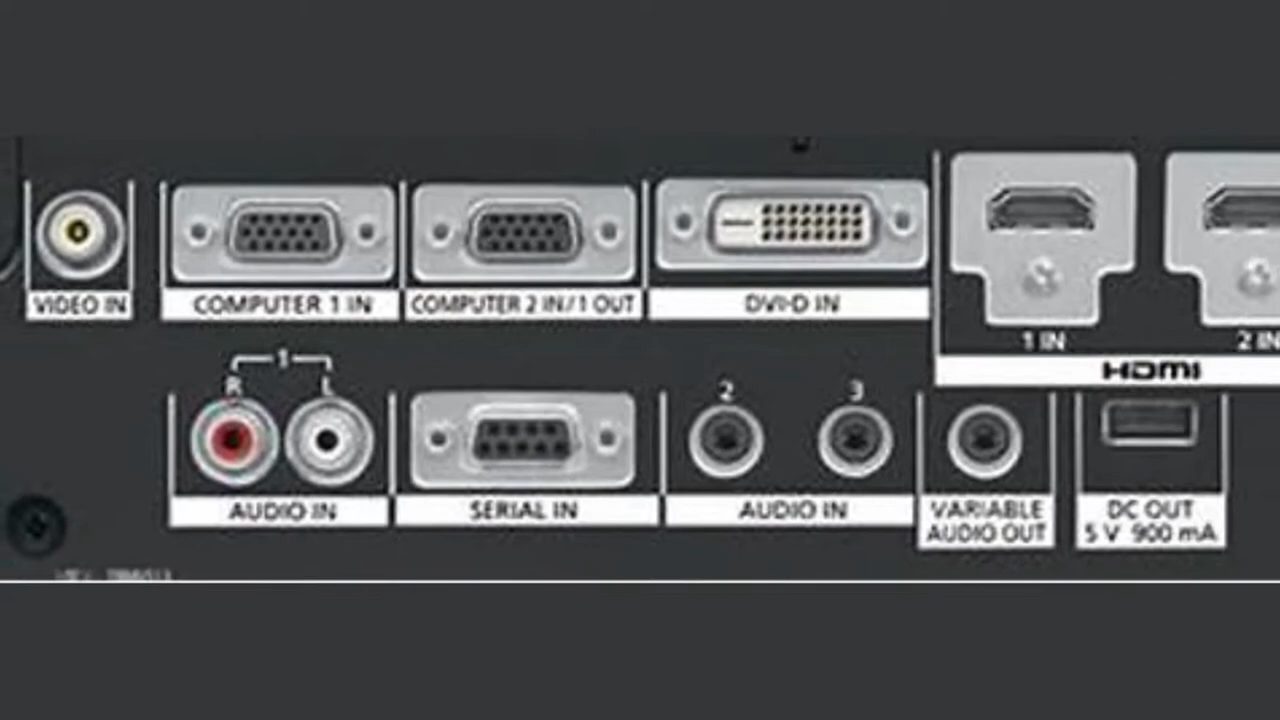 VIDEO IN
COMPUTER 1 IN
COMPUTER 2 IN/1 OUT
DVI-D IN
1 IN
2 IN
HDMI
1
R L
AUDIO IN
SERIAL IN
2 3
AUDIO IN
VARIABLE
AUDIO OUT
DC OUT
5 V 900 mA